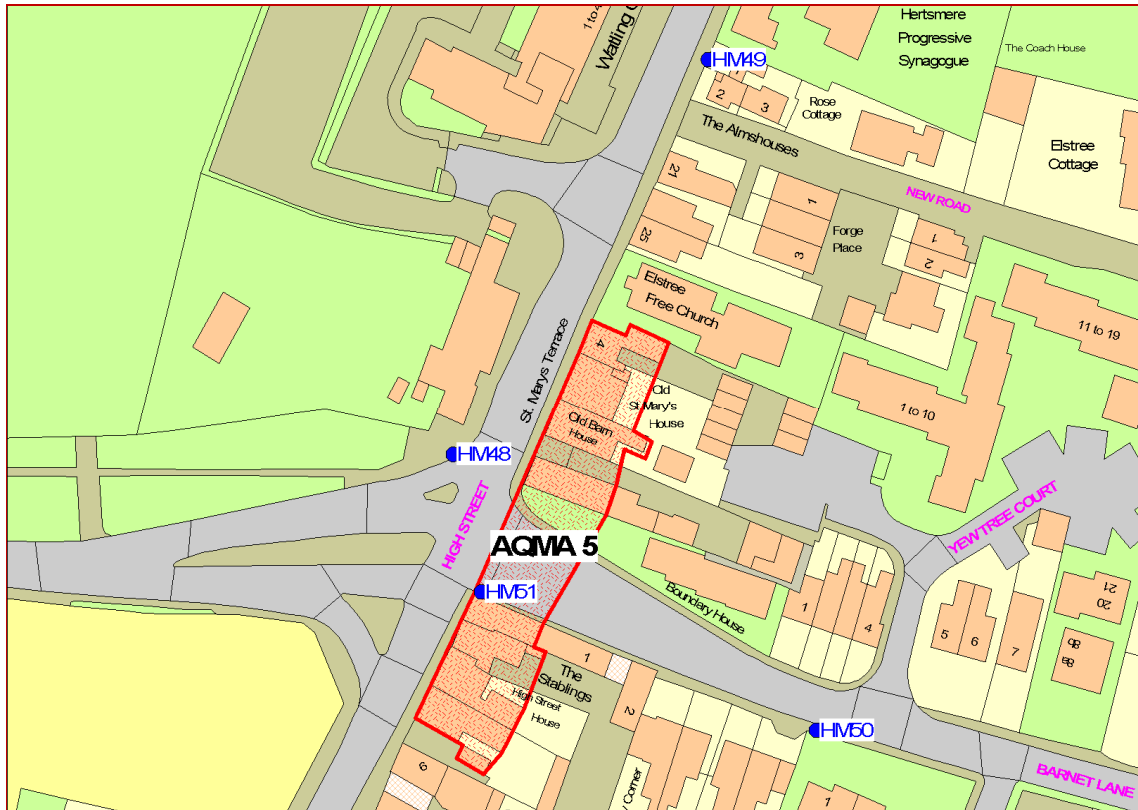 1 to 4
Watling
HM49
Hertsmere
Progressive
Synagogue
The Coach House
2
3
Rose
Cottage
The Almshouses
Elstree
Cottage
NEW ROAD
21
25
1
3
Forge
Place
1
2
Elstree
Free Church
11 to 19
1 to 10
St. Marys Terrace
4
Old
St. Mary's
House
Old Barn
House
HM48
HIGH STREET
AQMA 5
YEW TREE COURT
HM51
Boundary House
1
4
5
6
7
21
20
1
The
Stablings
High Street
House
2
HM50
6
Corner
1
BARNET LANE